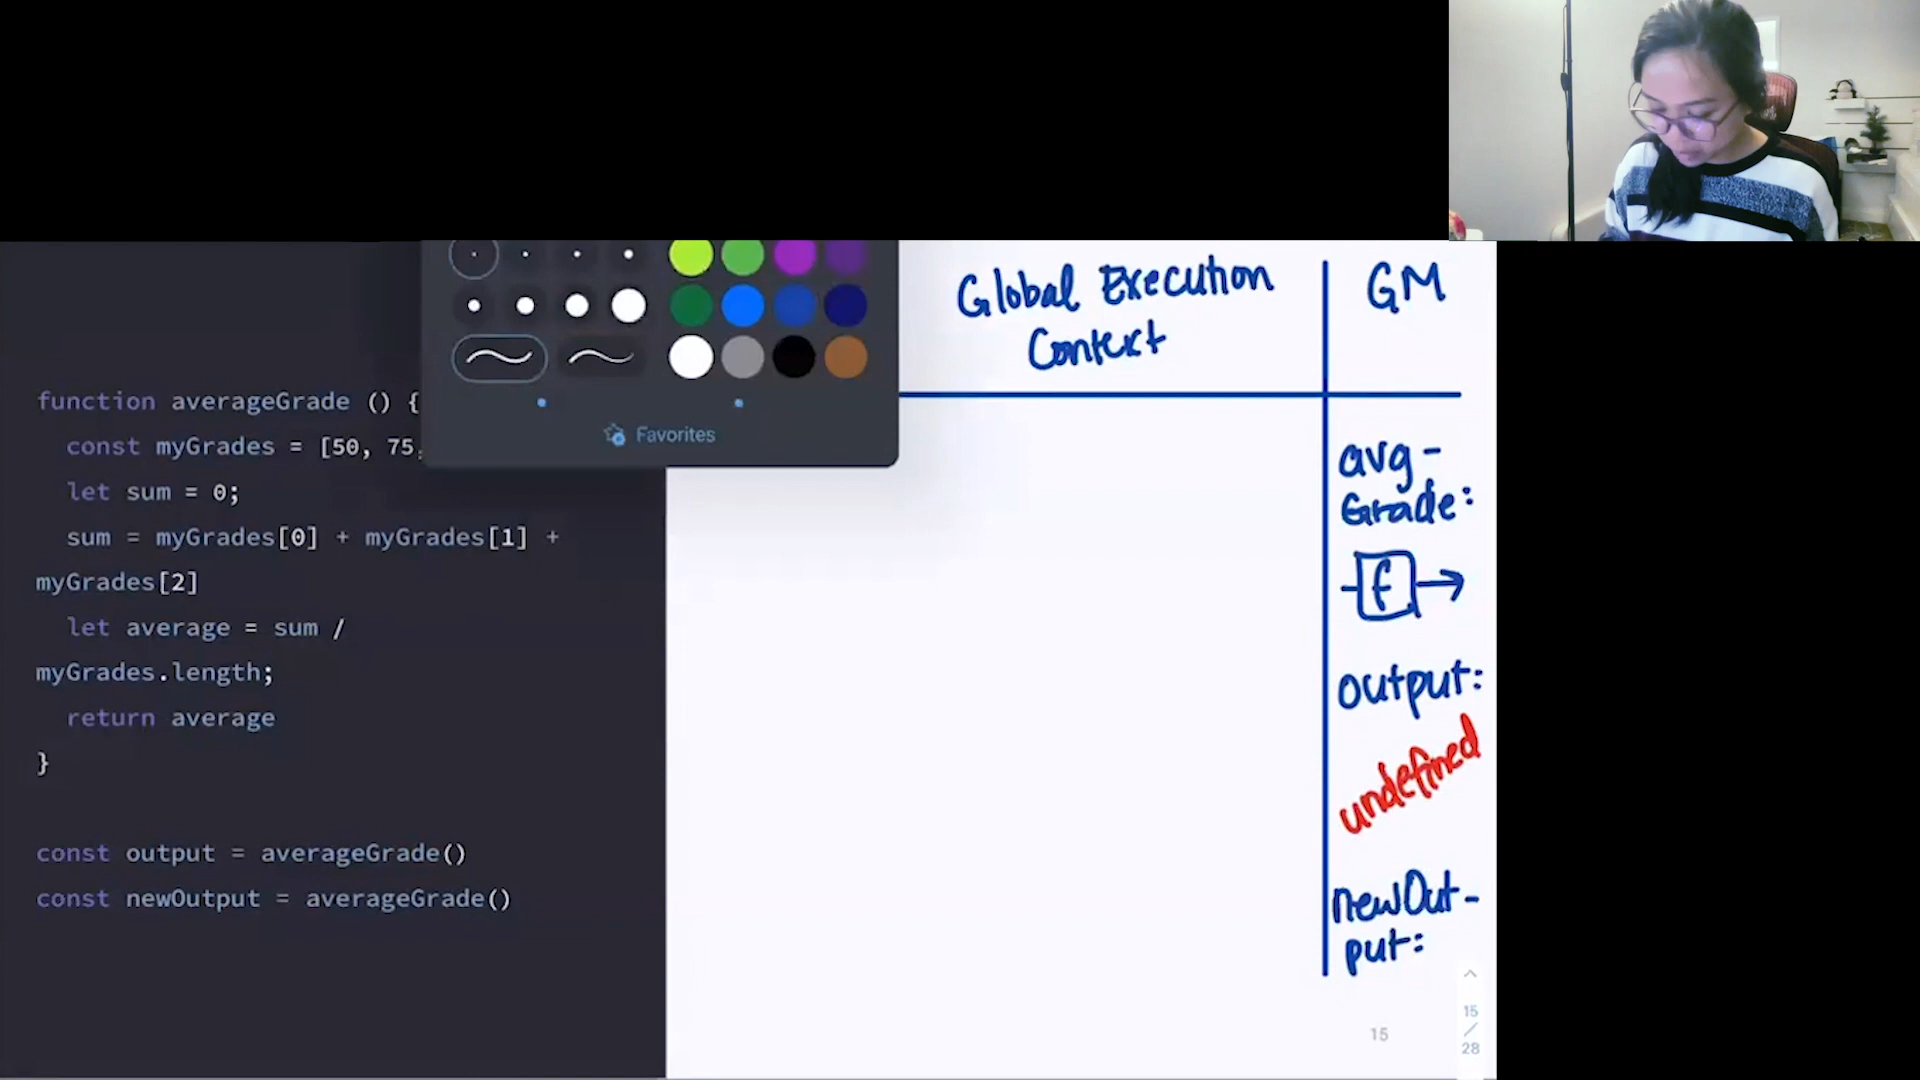 function averageGrade () {
const myGrades = [50, 75,
let sum = 0;
sum = myGrades[0] + myGrades[1] +
myGrades[2]
let average = sum /
myGrades.length;
return average
}
const output = averageGrade()
const newOutput = averageGrade()
Favorites
Global Execution
Context
GM
avg-
Grade:
f
output:
undefined
newOut-
put:
15
15
/
28